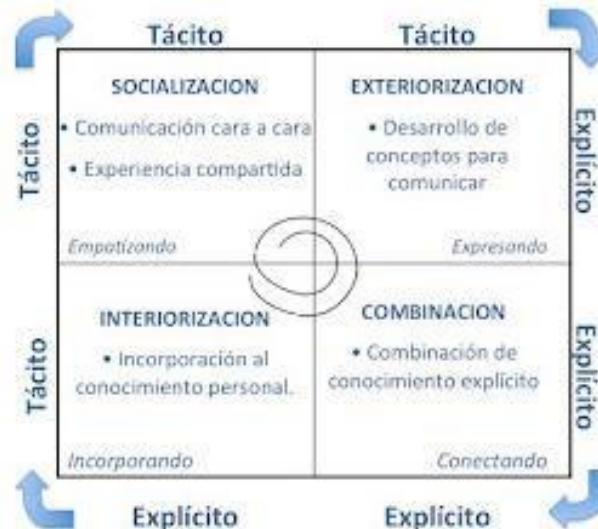 Tácito
Tácito
Tácito
SOCIALIZACION
• Comunicación cara a cara
• Experiencia compartida
Empatizando
EXTERIORIZACION
• Desarrollo de
conceptos para
comunicar
Expresando
Explícito
Tácito
INTERIORIZACION
• Incorporación al
conocimiento personal.
Incorporando
COMBINACION
• Combinación de
conocimiento explícito
Conectando
Explícito
Explícito
Explícito